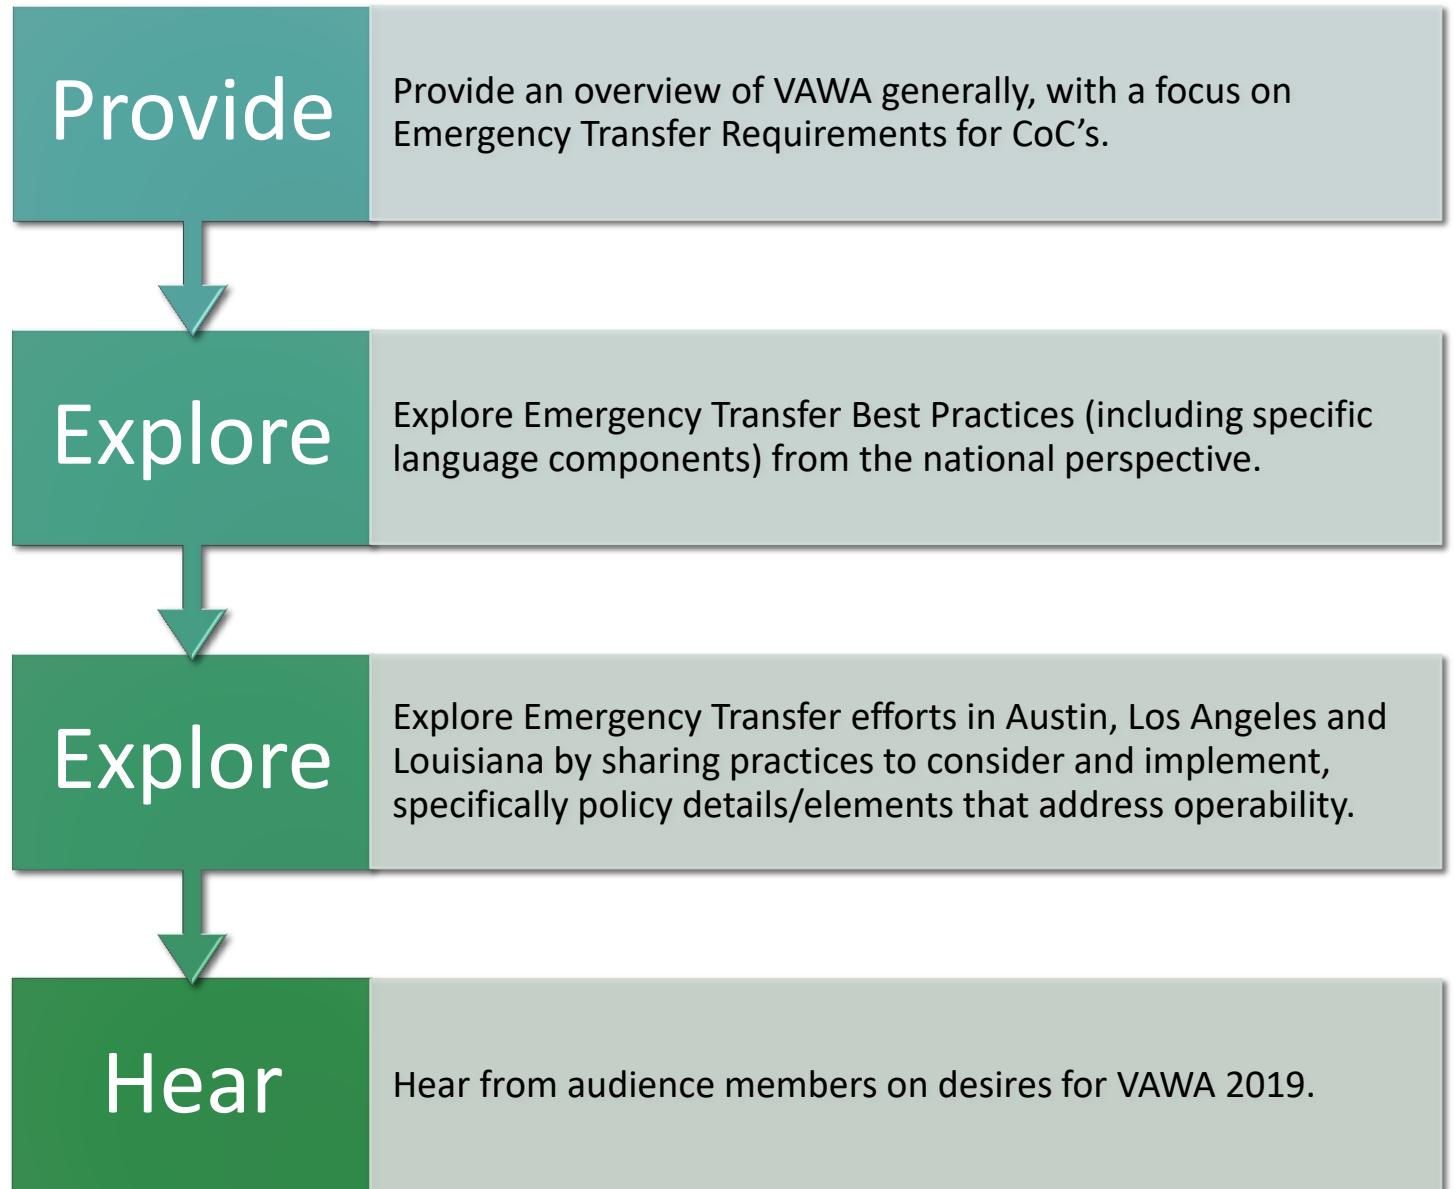 Provide
Provide an overview of VAWA generally, with a focus on
Emergency Transfer Requirements for CoC’s.
Explore
Explore Emergency Transfer Best Practices (including specific
language components) from the national perspective.
Explore
Explore Emergency Transfer efforts in Austin, Los Angeles and
Louisiana by sharing practices to consider and implement,
specifically policy details/elements that address operability.
Hear
Hear from audience members on desires for VAWA 2019.